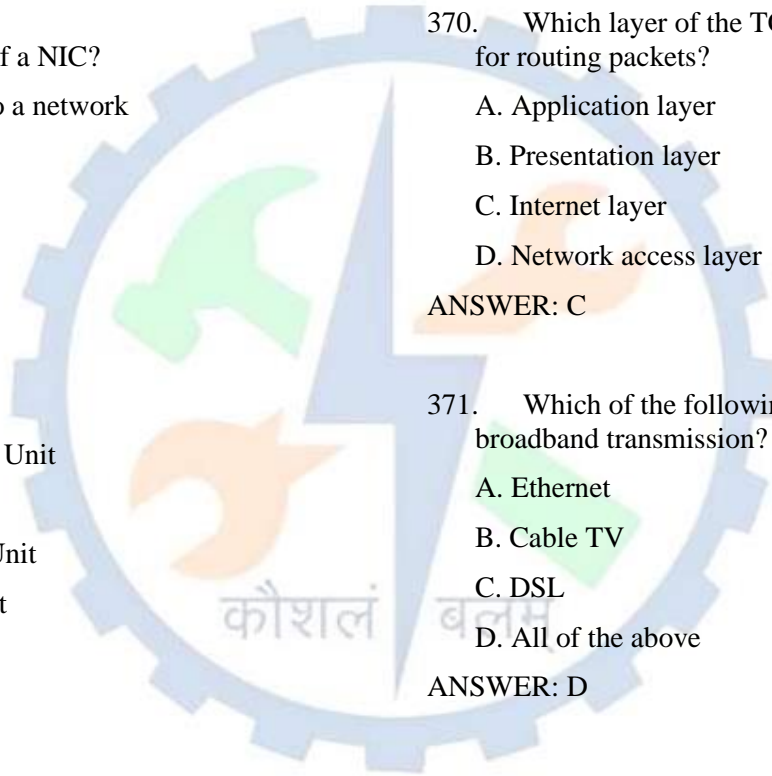 f a NIC?
o a network
Unit
Unit
t
370. Which layer of the TC
for routing packets?
A. Application layer
B. Presentation layer
C. Internet layer
D. Network access layer
ANSWER: C
371. Which of the followin
broadband transmission?
A. Ethernet
B. Cable TV
C. DSL
D. All of the above
ANSWER: D
कौशलं बलम्